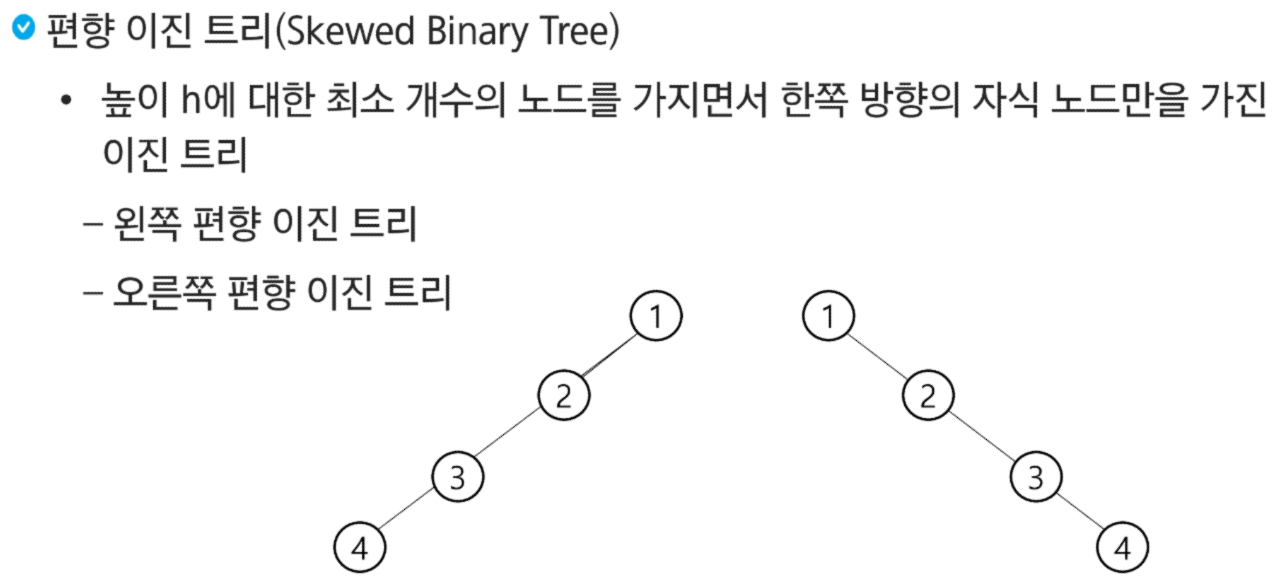 편향 이진 트리(Skewed Binary Tree)
• 높이 h에 대한 최소 개수의 노드를 가지면서 한쪽 방향의 자식 노드만을 가진
이진 트리
– 왼쪽 편향 이진 트리
– 오른쪽 편향 이진 트리
1 1
2 2
3 3
4 4